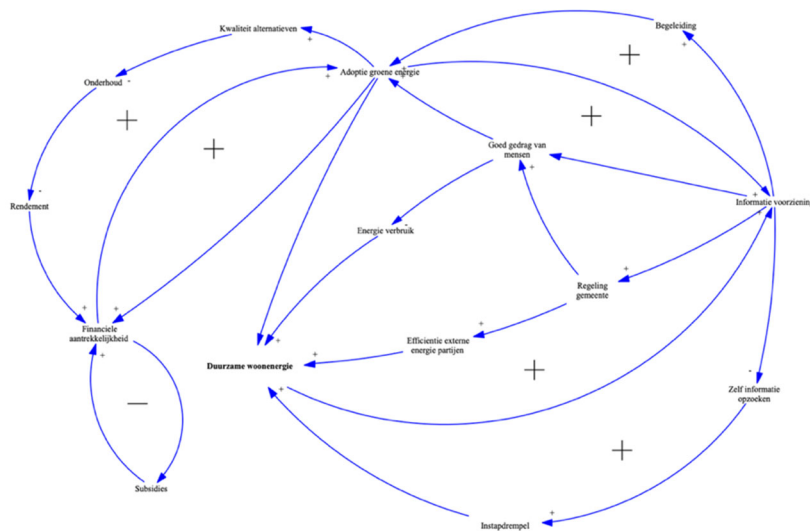 Kwaliteit alternatieven
Begeleiding
Adoptie groene energie
Onderhoud
Goed gedrag van
mensen
Rendement
Energie verbruik
Informatie voorzienin
Regeling
gemeente
Financiele
aantrekkelijkheid
Efficientie externe
energie partijen
Duurzame woonenergie
Zelf informatie
opzoeken
Subsidies
Instapdrempel